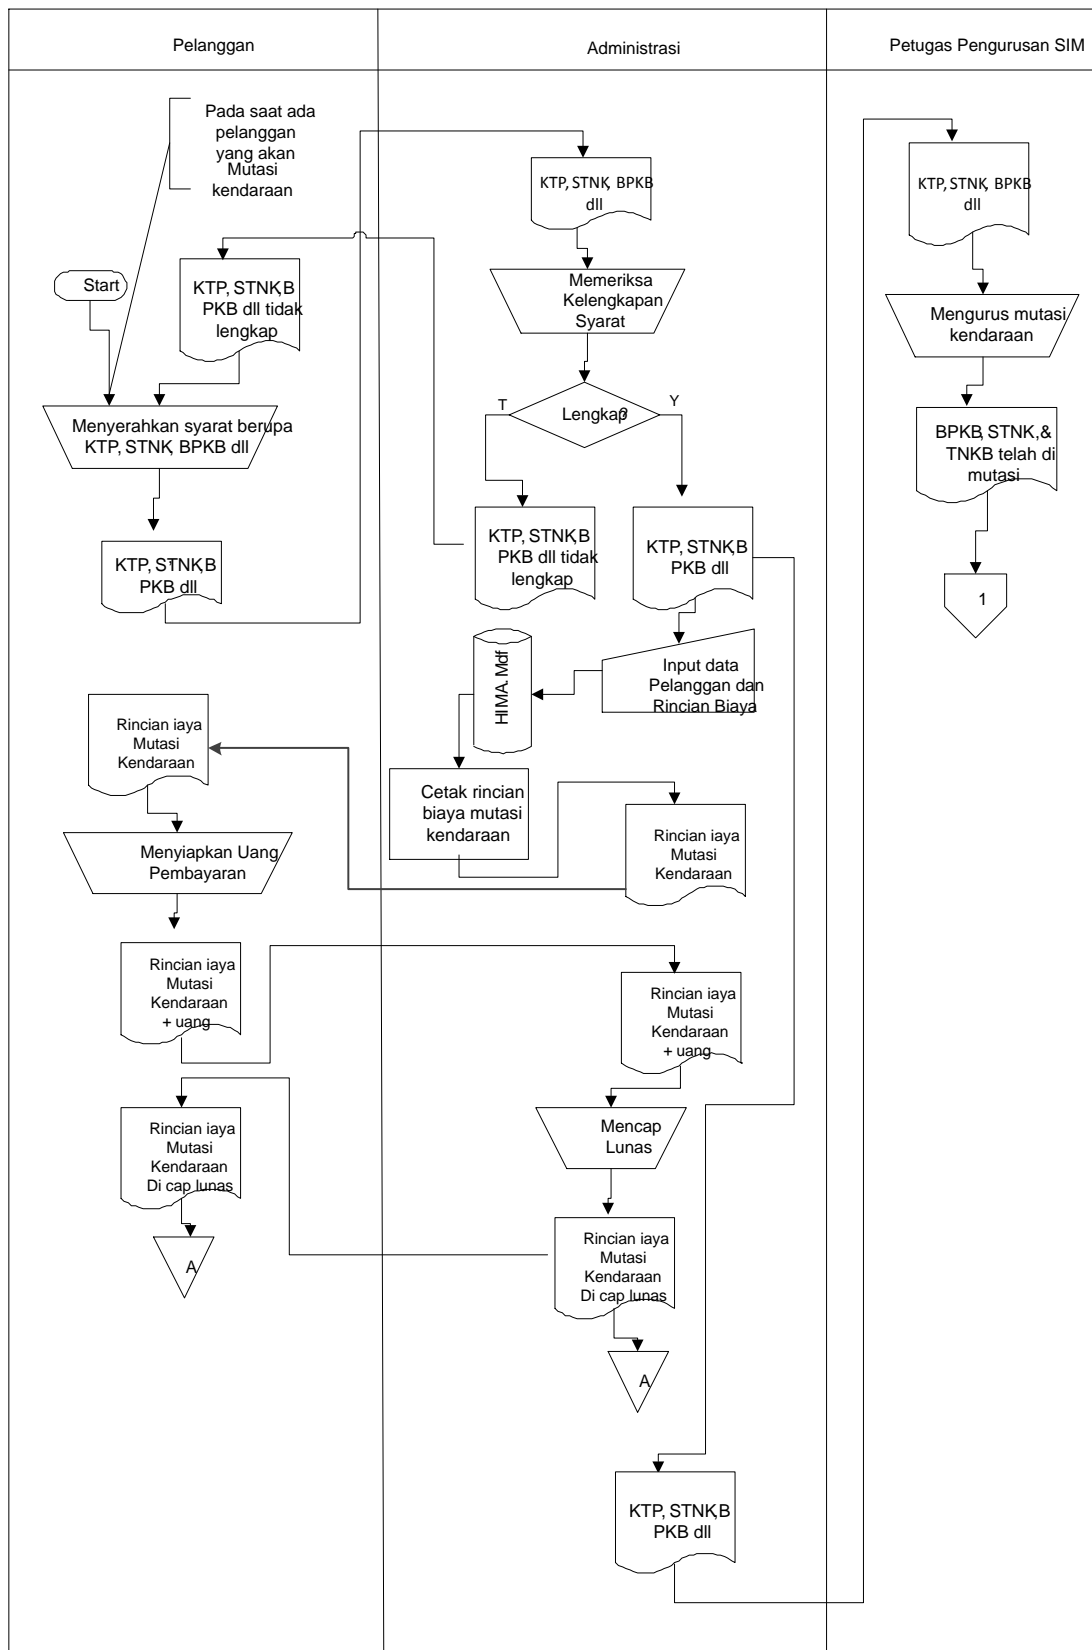 Pelanggan
Administrasi
Petugas Pengurusan SIM
Pada saat ada
pelanggan
yang akan
Mutasi
kendaraan
Start
KTP, STNK,B
PKB dll tidak
lengkap
Menyerahkan syarat berupa
KTP, STNK, BPKB dll
KTP, STNK,B
PKB dll
Rincian iaya
Mutasi
Kendaraan
Menyiapkan Uang
Pembayaran
Rincian iaya
Mutasi
Kendaraan
+ uang
Rincian iaya
Mutasi
Kendaraan
Di cap lunas
A
KTP, STNK, BPKB
dll
Memeriksa
Kelengkapan
Syarat
Lengkap?
T
Y
KTP, STNK,B
PKB dll tidak
lengkap
KTP, STNK,B
PKB dll
Input data
Pelanggan dan
Rincian Biaya
HIMA.Mdf
Cetak rincian
biaya mutasi
kendaraan
Rincian iaya
Mutasi
Kendaraan
Rincian iaya
Mutasi
Kendaraan
+ uang
Mencap
Lunas
Rincian iaya
Mutasi
Kendaraan
Di cap lunas
A
KTP, STNK,B
PKB dll
KTP, STNK, BPKB
dll
Mengurus mutasi
kendaraan
BPKB, STNK, &
TNKB telah di
mutasi
1